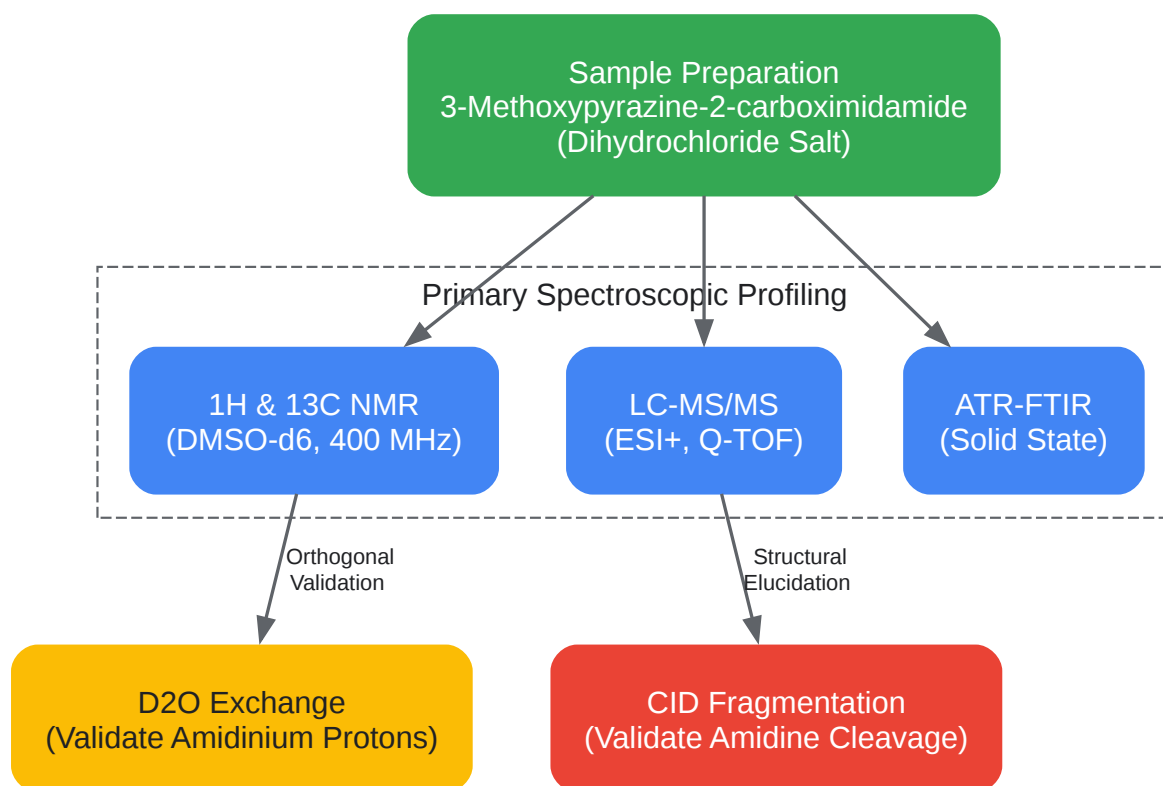 Sample Preparation
3-Methoxypyrazine-2-carboximidamide
(Dihydrochloride Salt)
Primary Spectroscopic Profiling
1H & 13C NMR
(DMSO-d6, 400 MHz)
LC-MS/MS
(ESI+, Q-TOF)
ATR-FTIR
(Solid State)
Orthogonal
Validation
Structural
Elucidation
D2O Exchange
(Validate Amidinium Protons)
CID Fragmentation
(Validate Amidine Cleavage)